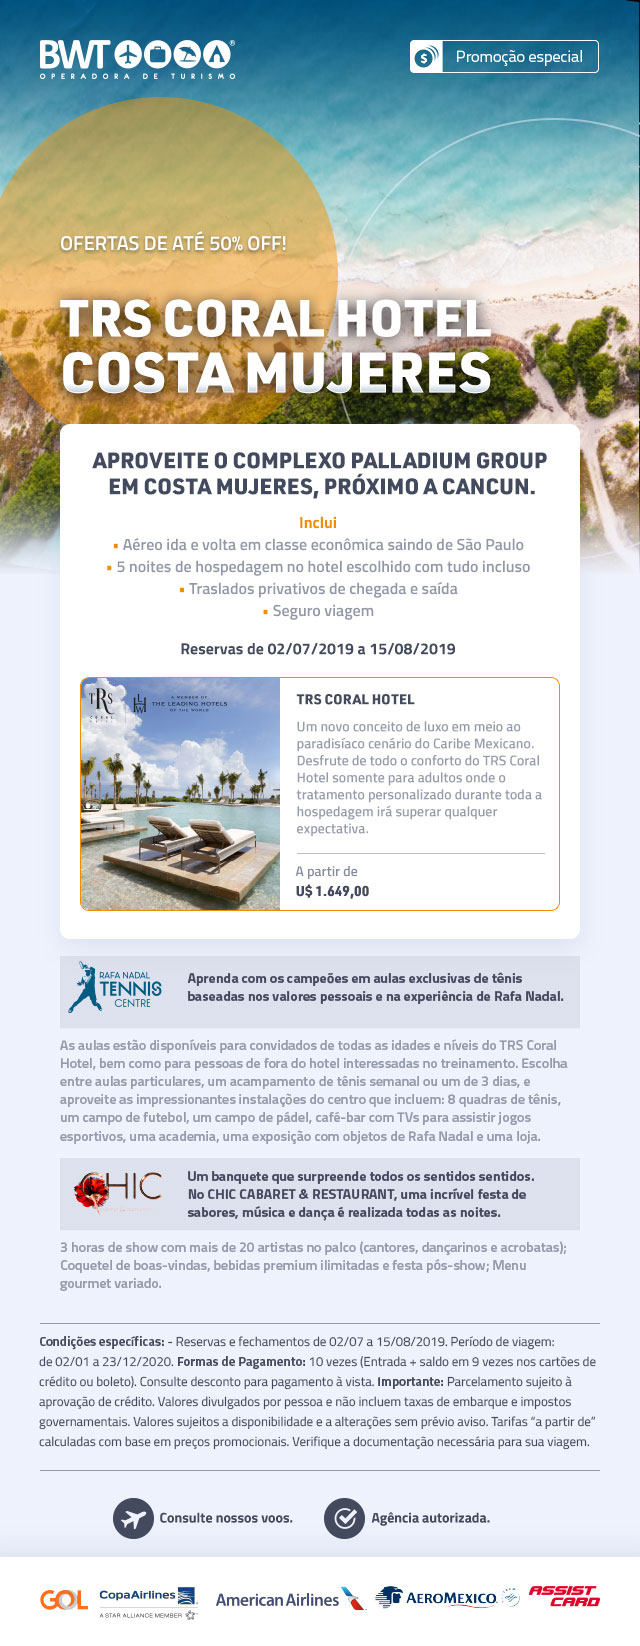 BWT
OPERADORA DE TURISMO
Promoção especial
OFERTAS DE ATÉ 50% OFF!
TRS CORAL HOTEL
COSTA MUJERES
APROVEITE O COMPLEXO PALLADIUM GROUP
EM COSTA MUJERES, PRÓXIMO A CANCUN.
Inclui
▪ Aéreo ida e volta em classe econômica saindo de São Paulo
▪ 5 noites de hospedagem no hotel escolhido com tudo incluso
▪ Traslados privativos de chegada e saída
▪ Seguro viagem
Reservas de 02/07/2019 a 15/08/2019
TRS
CORAL
A MEMBER OF
THE LEADING HOTELS
OF THE WORLD
TRS CORAL HOTEL
Um novo conceito de luxo em meio ao
paradisíaco cenário do Caribe Mexicano.
Desfrute de todo o conforto do TRS Coral
Hotel somente para adultos onde o
tratamento personalizado durante toda a
hospedagem irá superar qualquer
expectativa.
A partir de
U$ 1.649,00
RAFA NADAL
TENNIS
CENTRE
Aprenda com os campeões em aulas exclusivas de tênis
baseadas nos valores pessoais e na experiência de Rafa Nadal.
As aulas estão disponíveis para convidados de todas as idades e níveis do TRS Coral
Hotel, bem como para pessoas de fora do hotel interessadas no treinamento. Escolha
entre aulas particulares, um acampamento de tênis semanal ou um de 3 dias, e
aproveite as impressionantes instalações do centro que incluem: 8 quadras de tênis,
um campo de futebol, um campo de pádel, café-bar com TVs para assistir jogos
esportivos, uma academia, uma exposição com objetos de Rafa Nadal e uma loja.
CHIC
Um banquete que surpreende todos os sentidos sentidos.
No CHIC CABARET & RESTAURANT, uma incrível festa de
sabores, música e dança é realizada todas as noites.
3 horas de show com mais de 20 artistas no palco (cantores, dançarinos e acrobatas);
Coquetel de boas-vindas, bebidas premium ilimitadas e festa pós-show; Menu
gourmet variado.
Condições específicas: - Reservas e fechamentos de 02/07 a 15/08/2019. Período de viagem:
de 02/01 a 23/12/2020. Formas de Pagamento: 10 vezes (Entrada + saldo em 9 vezes nos cartões de
crédito ou boleto). Consulte desconto para pagamento à vista. Importante: Parcelamento sujeito à
aprovação de crédito. Valores divulgados por pessoa e não incluem taxas de embarque e impostos
governamentais. Valores sujeitos a disponibilidade e a alterações sem prévio aviso. Tarifas “a partir de”
calculadas com base em preços promocionais. Verifique a documentação necessária para sua viagem.
Consulte nossos voos.
Agência autorizada.
GOL
CopaAirlines
A STAR ALLIANCE MEMBER
American Airlines
AEROMEXICO.
ASSIST
CARD